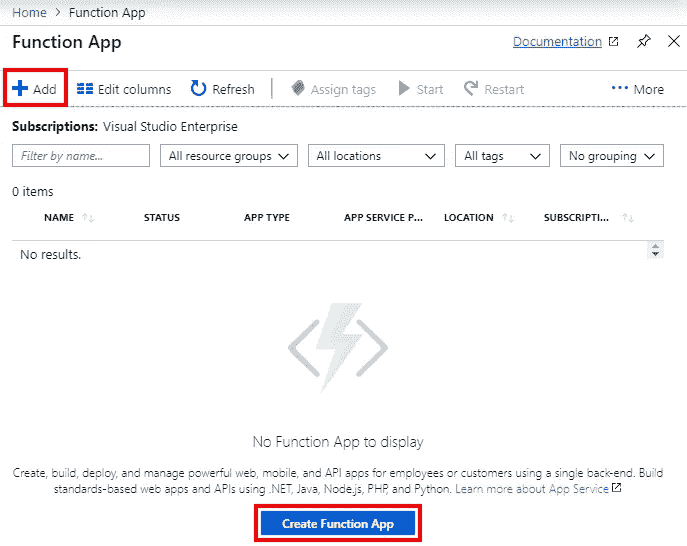 Home > Function App
Function App Documentation
Add Edit columns Refresh Assign tags Start Restart ... More
Subscriptions: Visual Studio Enterprise
Filter by name... All resource groups All locations All tags No grouping
0 items
NAME STATUS APP TYPE APP SERVICE P... LOCATION SUBSCRIPTI...
No results.
No Function App to display
Create, build, deploy, and manage powerful web, mobile, and API apps for employees or customers using a single back-end. Build
standards-based web apps and APIs using .NET, Java, Node.js, PHP, and Python. Learn more about App Service
Create Function App